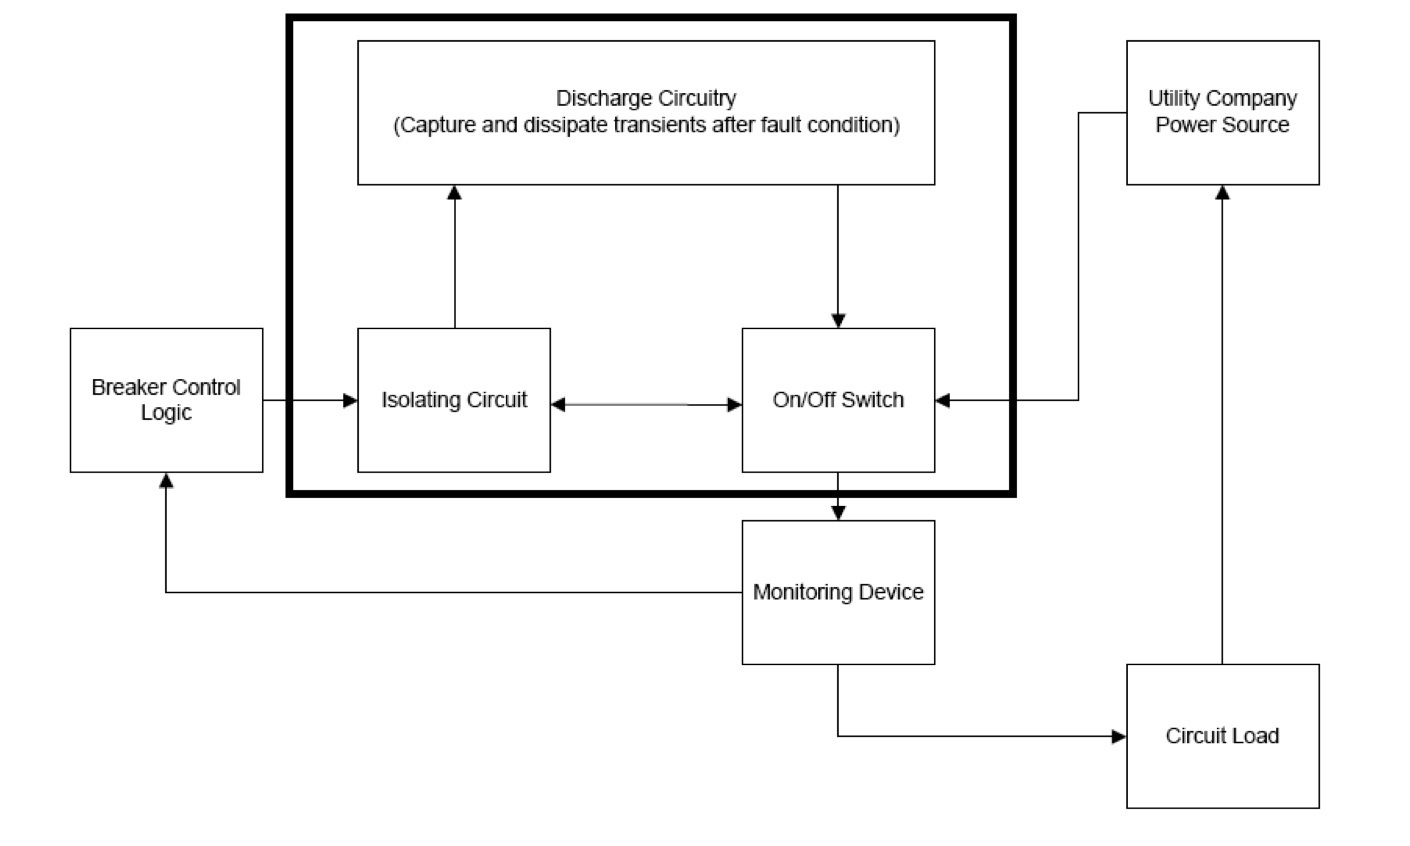 Discharge Circuitry
(Capture and dissipate transients after fault condition)
Utility Company
Power Source
Breaker Control
Logic
Isolating Circuit
On/Off Switch
Monitoring Device
Circuit Load